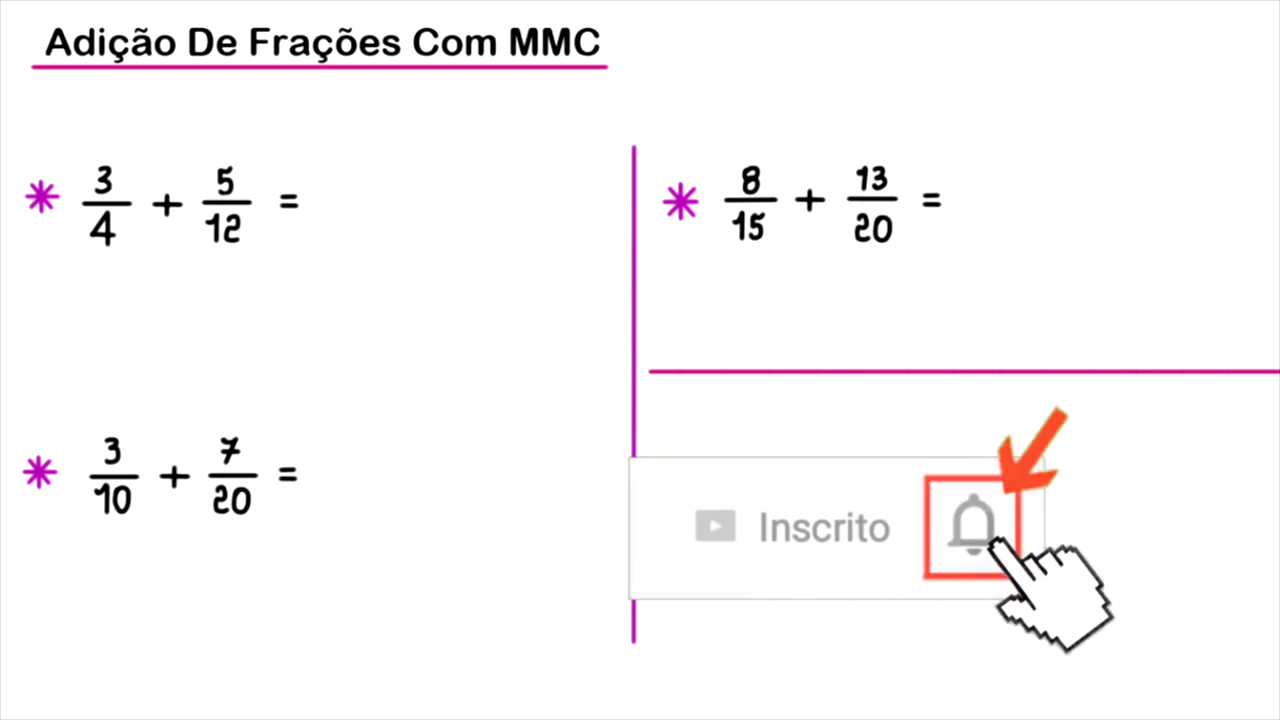 Adição De Frações Com MMC
* 3/4 + 5/12 =
* 3/10 + 7/20 =
* 8/15 + 13/20 =
Inscrito